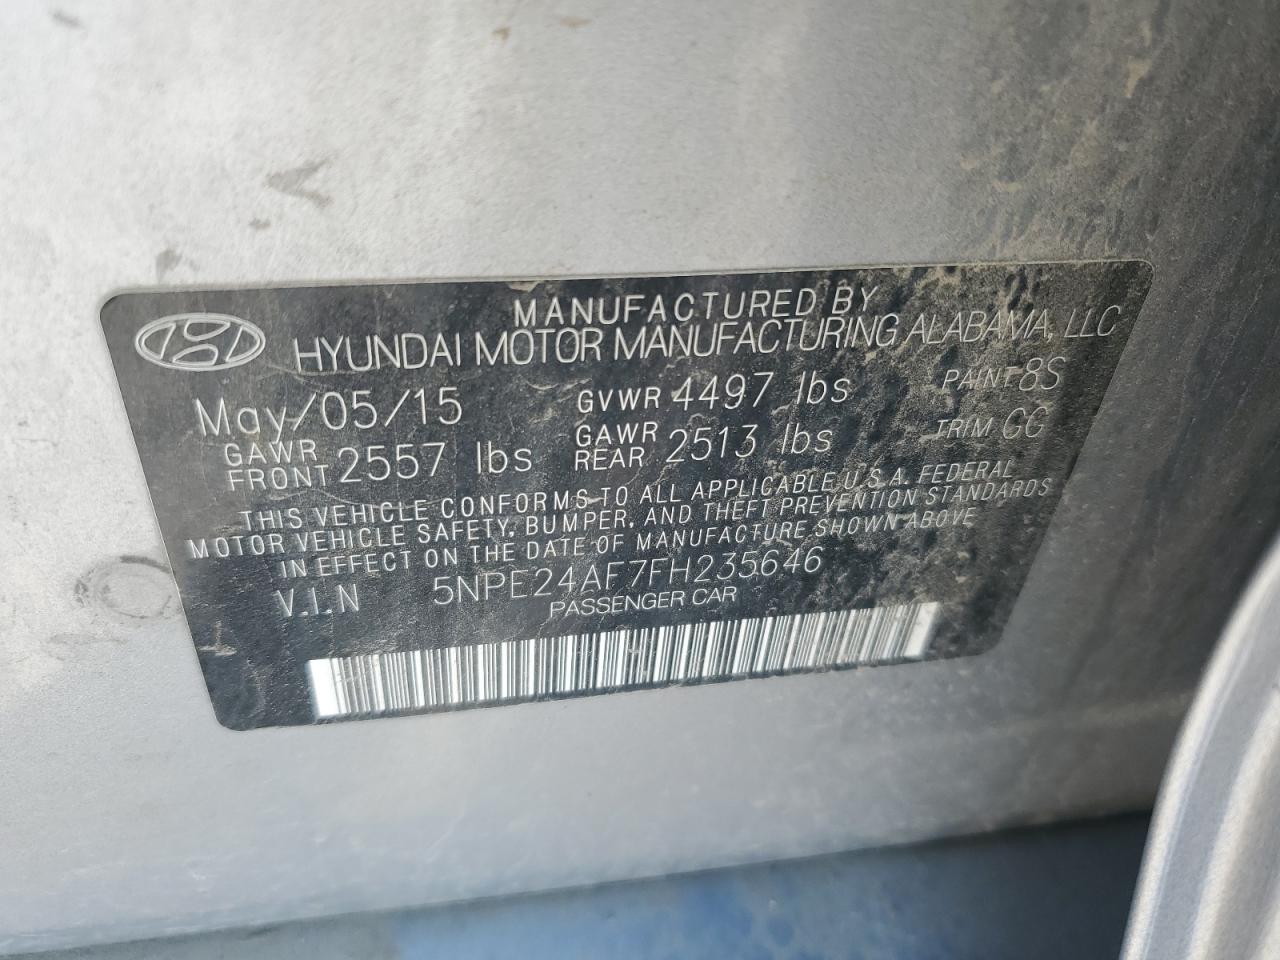 MANUFACTURED BY
HYUNDAI MOTOR MANUFACTURING ALABAMA, LLC
May/05/15 GVWR 4497 lbs PAINT 8S
GAWR FRONT 2557 lbs GAWR REAR 2513 lbs TRIM CG
THIS VEHICLE CONFORMS TO ALL APPLICABLE U.S.A. FEDERAL
MOTOR VEHICLE SAFETY, BUMPER, AND THEFT PREVENTION STANDARDS
IN EFFECT ON THE DATE OF MANUFACTURE SHOWN ABOVE
V.I.N 5NPE24AF7FH235646
PASSENGER CAR